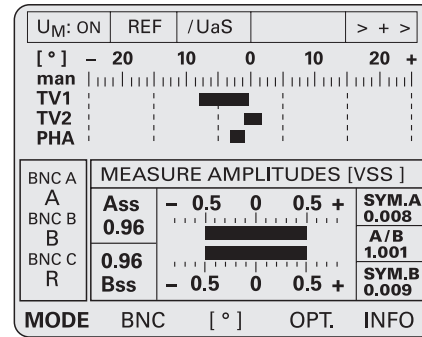 UM: ON REF /UaS > + >
[°] – 20 10 0 10 20 +
man
TV1
TV2
PHA
BNC A
A
BNC B
B
BNC C
R
MEASURE AMPLITUDES [VSS ]
Ass
0.96
– 0.5 0 0.5 +
0.96
Bss
– 0.5 0 0.5 +
SYM.A
0.008
A/B
1.001
SYM.B
0.009
MODE BNC [°] OPT. INFO